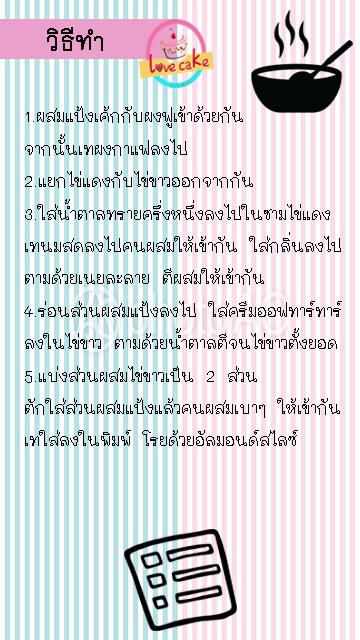 วิธีทำ
Love cake
1.ผสมแป้งเค้กกับผงฟูเข้าด้วยกัน
จากนั้นเทผงกาแฟลงไป
2.แยกไข่แดงกับไข่ขาวออกจากกัน
3.ใส่น้ำตาลทรายครึ่งหนึ่งลงไปในชามไข่แดง
เทนมสดลงไปคนผสมให้เข้ากัน ใส่กลิ่นลงไป
ตามด้วยเนยละลาย ตีผสมให้เข้ากัน
4.ร่อนส่วนผสมแป้งลงไป ใส่ครีมออฟทาร์ทาร์
ลงในไข่ขาว ตามด้วยน้ำตาลตีจนไข่ขาวตั้งยอด
5.แบ่งส่วนผสมไข่ขาวเป็น 2 ส่วน
ตักใส่ส่วนผสมแป้งแล้วคนผสมเบาๆ ให้เข้ากัน
เทใส่ลงในพิมพ์ โรยด้วยอัลมอนด์สไลซ์